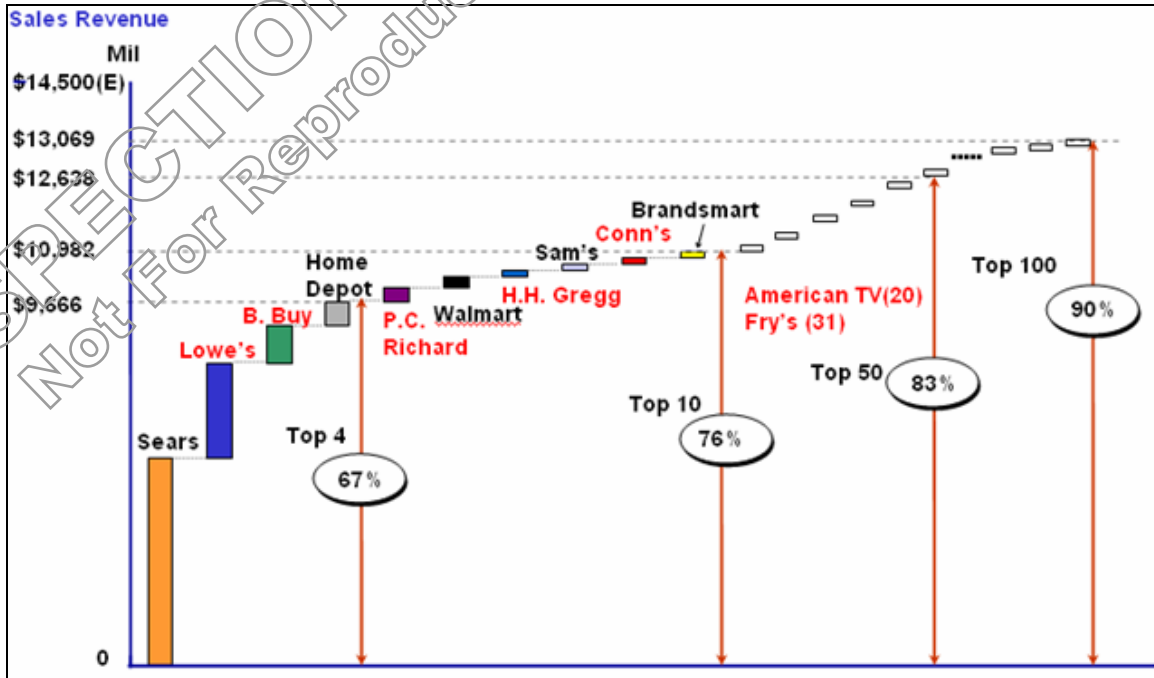 Sales Revenue
Mil
$14,500(E)
$13,069
$12,638
$10,982
$9,666
0
Sears
Lowe's
B. Buy
Home
Depot
P.C.
Richard
Walmart
H.H. Gregg
Sam's
Conn's
Brandsmart
American TV(20)
Fry's (31)
Top 4
67%
Top 10
76%
Top 50
83%
Top 100
90%
Not For Reproduc
SPECTION